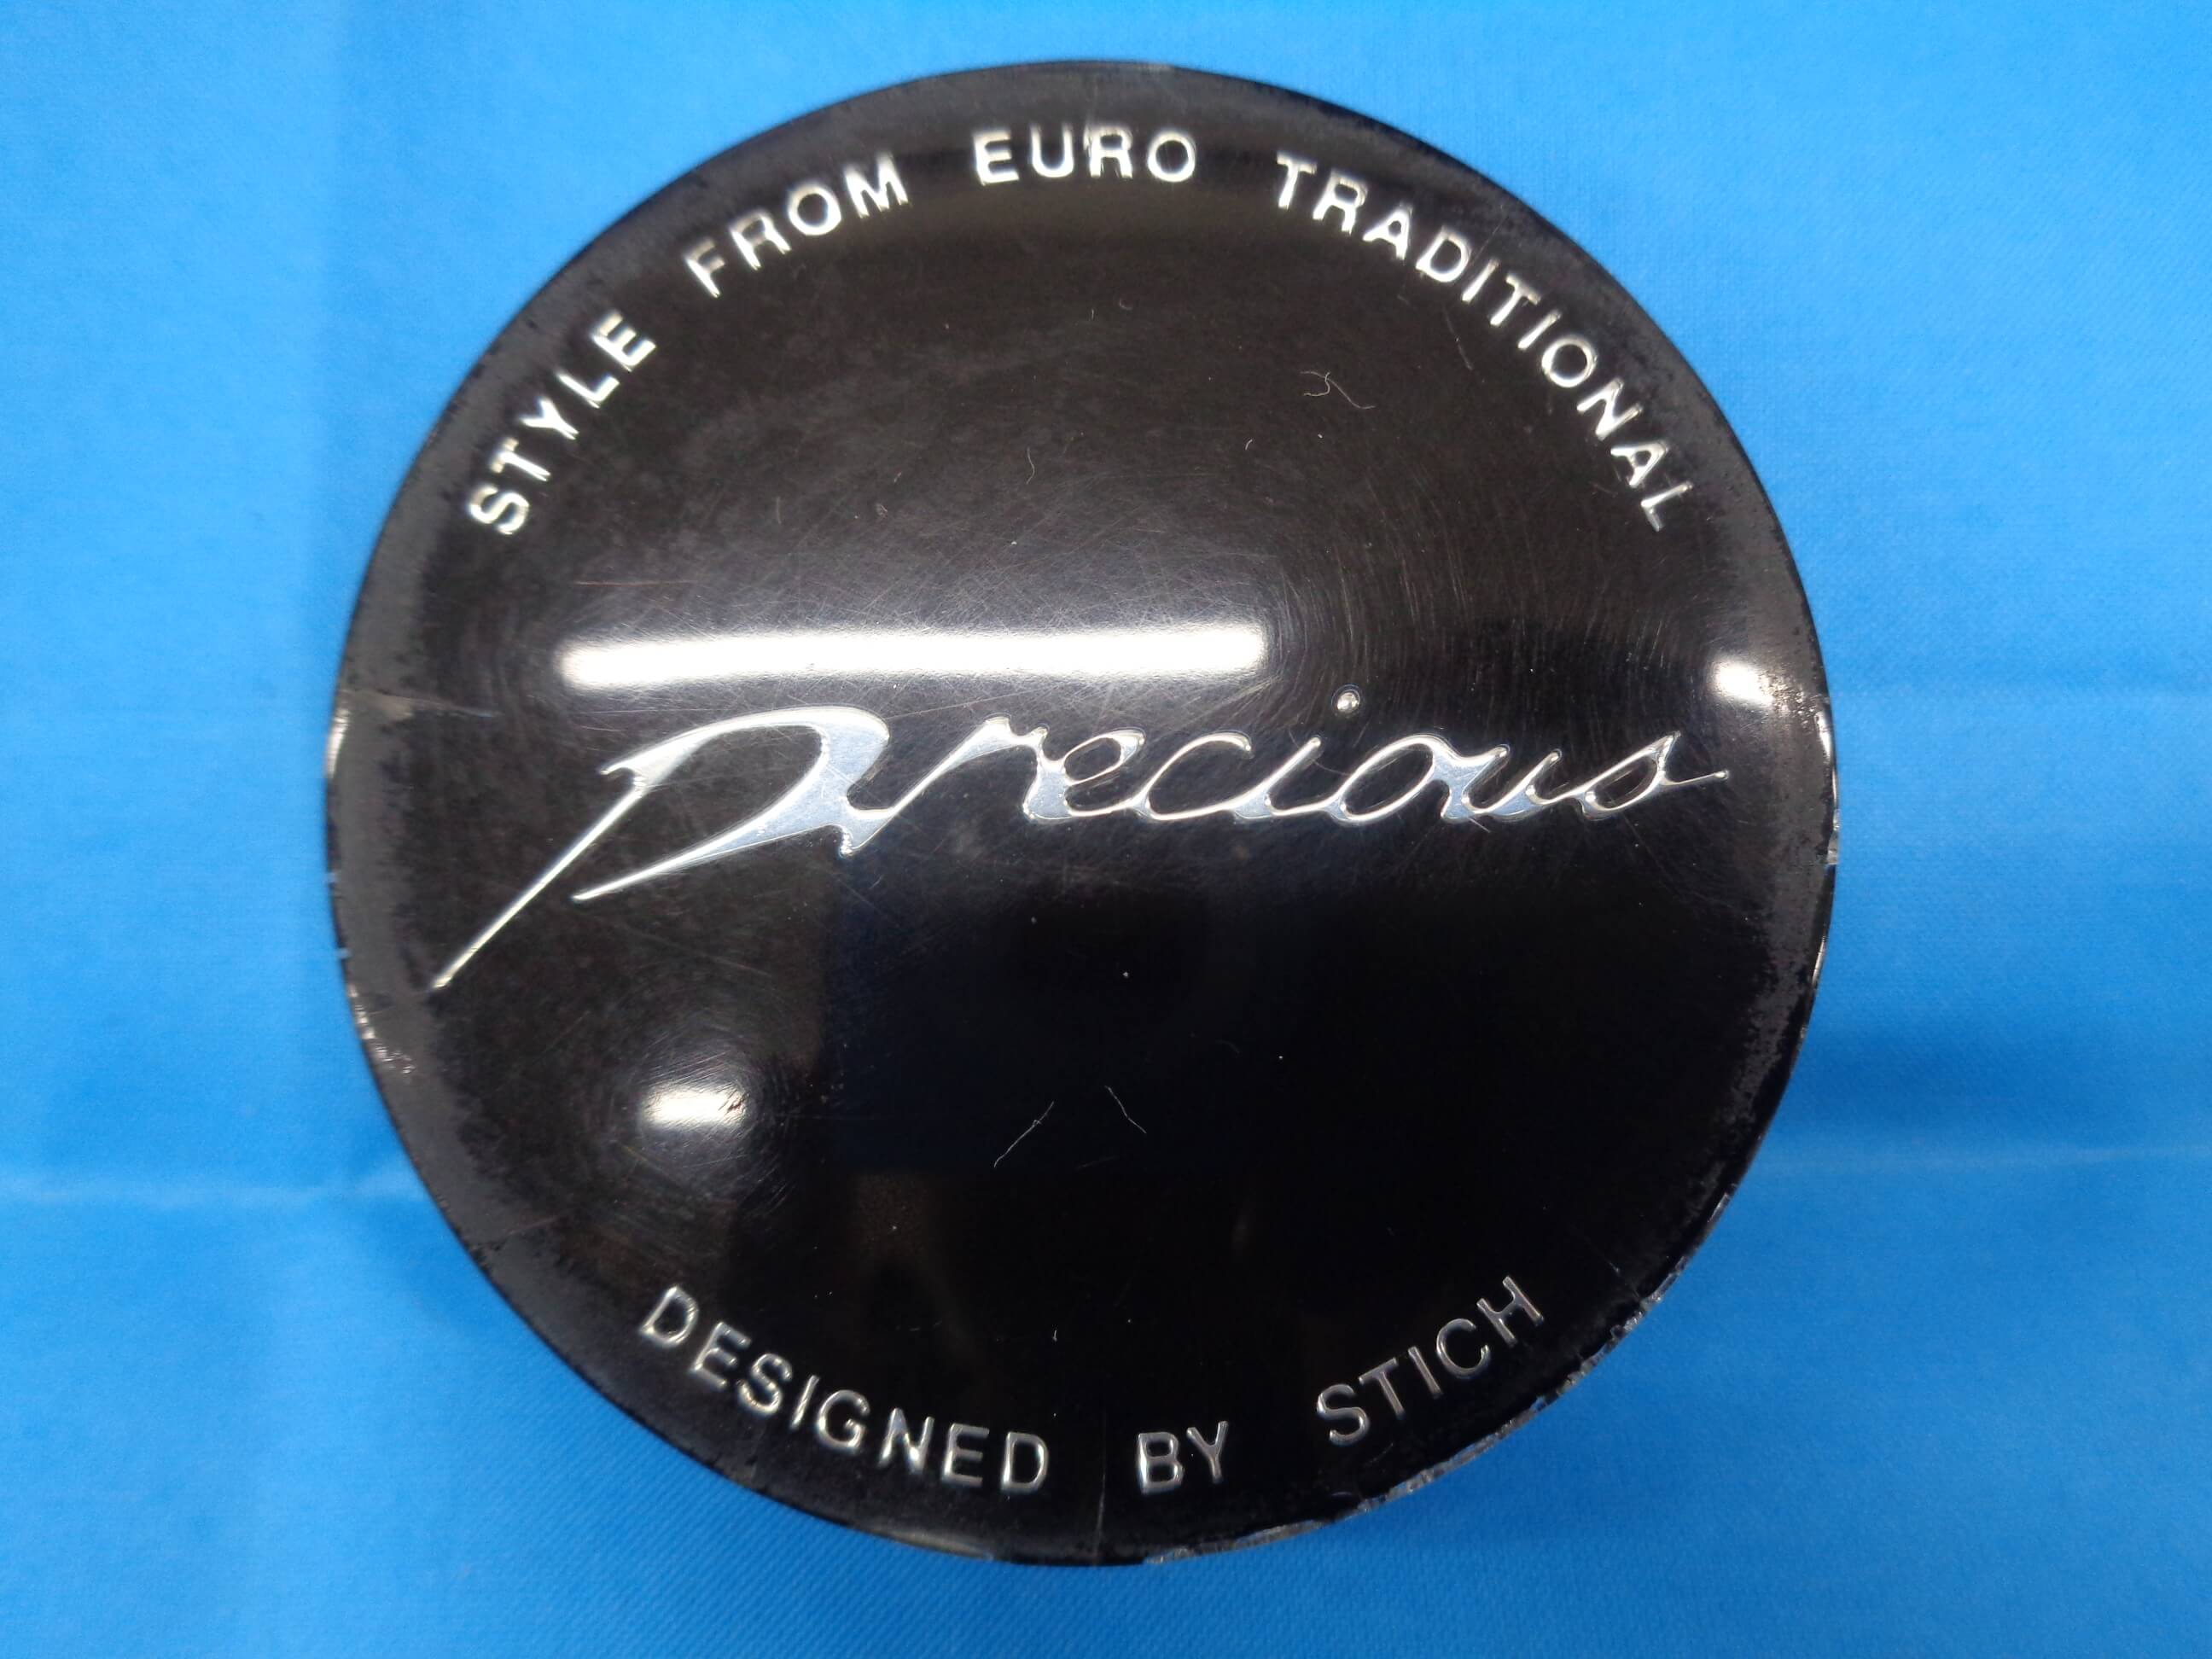 STYLE FROM EURO TRADITIONAL
Precious
DESIGNED BY STICH